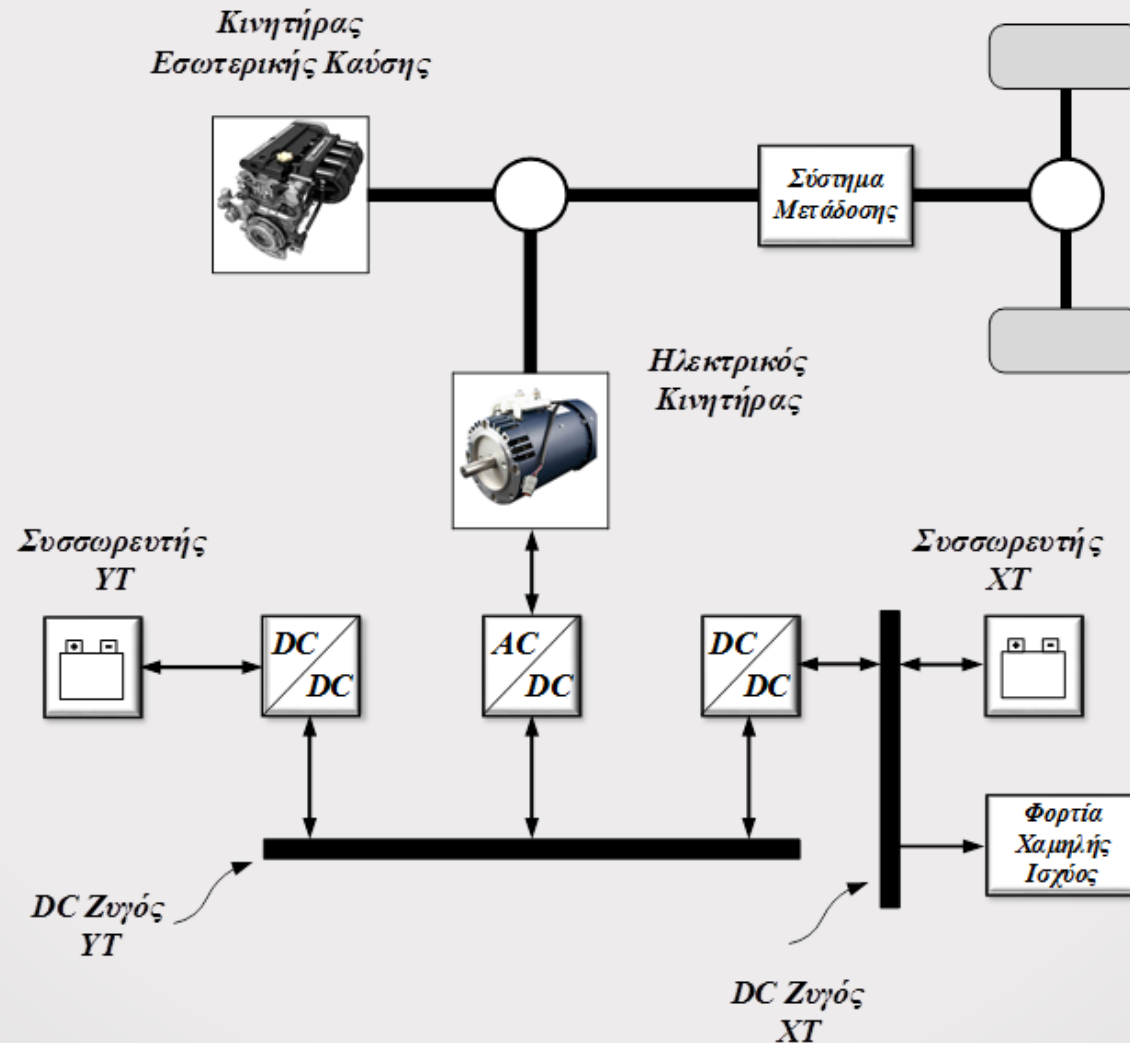 Κινητήρας
Εσωτερικής Καύσης
Σύστημα
Μετάδοσης
Ηλεκτρικός
Κινητήρας
Συσσωρευτής
ΥΤ
Συσσωρευτής
ΧΤ
+ -
DC
DC
AC
DC
DC
DC
+ -
Φορτία
Χαμηλής
Ισχύος
DC Ζυγός
ΥΤ
DC Ζυγός
ΧΤ